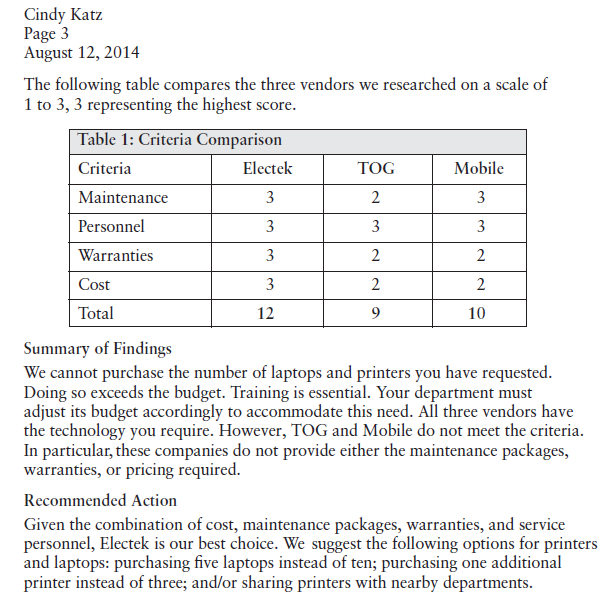 Cindy Katz
Page 3
August 12, 2014
The following table compares the three vendors we researched on a scale of
1 to 3, 3 representing the highest score.
Table 1: Criteria Comparison
Criteria Electek TOG Mobile
Maintenance 3 2 3
Personnel 3 3 3
Warranties 3 2 2
Cost 3 2 2
Total 12 9 10
Summary of Findings
We cannot purchase the number of laptops and printers you have requested.
Doing so exceeds the budget. Training is essential. Your department must
adjust its budget accordingly to accommodate this need. All three vendors have
the technology you require. However, TOG and Mobile do not meet the criteria.
In particular, these companies do not provide either the maintenance packages,
warranties, or pricing required.
Recommended Action
Given the combination of cost, maintenance packages, warranties, and service
personnel, Electek is our best choice. We suggest the following options for printers
and laptops: purchasing five laptops instead of ten; purchasing one additional
printer instead of three; and/or sharing printers with nearby departments.